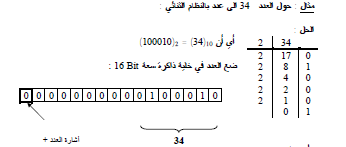 مثال : حول العدد 34 الى عدد بالنظام الثنائي :
الحل :
أي أن (34)₁₀ = (100010)₂
ضع العدد في خلية ذاكرة سعة 16 Bit :
2 34
2 17 0
2 8 1
2 4 0
2 2 0
2 1 0
0 1
0 0 0 0 0 0 0 0 0 0 1 0 0 0 1 0
أشارة العدد +
34